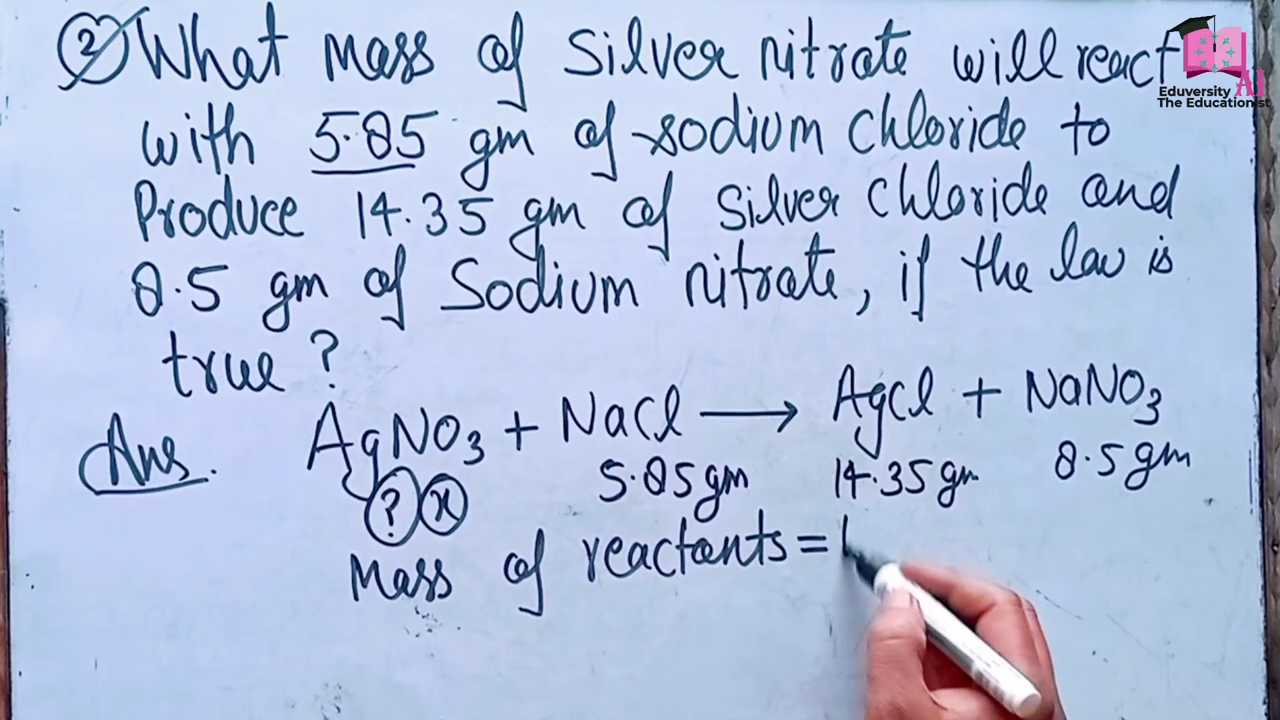 ② What mass of silver nitrate will react
with 5.85 gm of sodium chloride to
Produce 14.35 gm of silver chloride and
8.5 gm of Sodium nitrate, if the law is
true?
Ans. AgNO₃ + NaCl → AgCl + NaNO₃
? x 5.85 gm 14.35 gm 8.5 gm
Mass of reactants =
AI
Eduversity
The Educationist